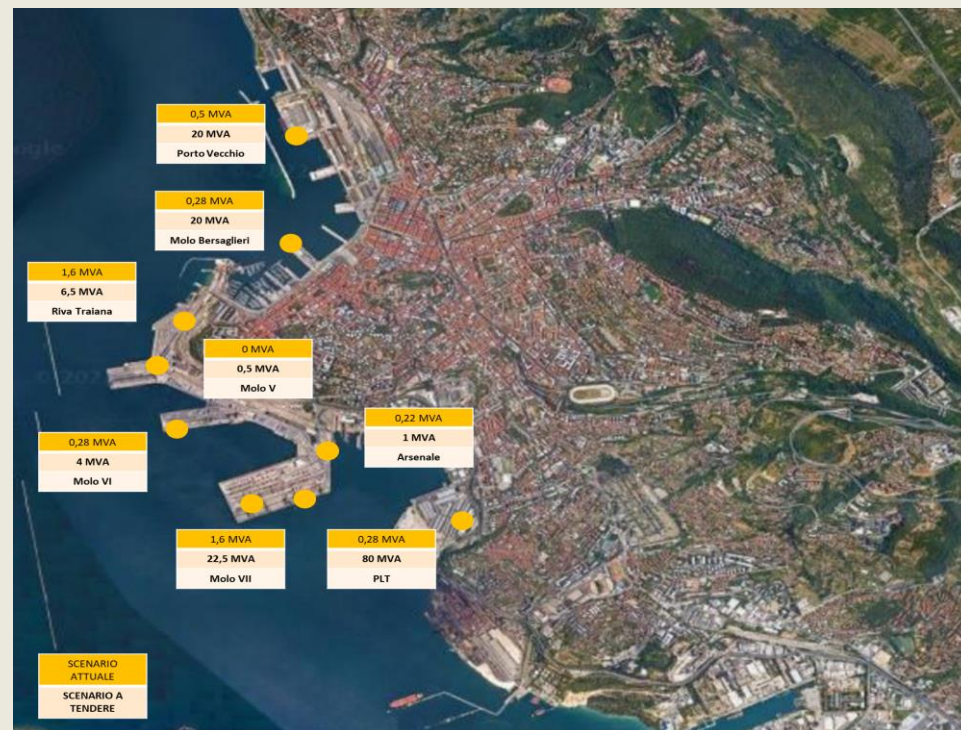 0,5 MVA
20 MVA
Porto Vecchio
0,28 MVA
20 MVA
Molo Bersaglieri
1,6 MVA
6,5 MVA
Riva Traiana
0 MVA
0,5 MVA
Molo V
0,22 MVA
1 MVA
Arsenale
0,28 MVA
4 MVA
Molo VI
1,6 MVA
22,5 MVA
Molo VII
0,28 MVA
80 MVA
PLT
SCENARIO
ATTUALE
SCENARIO A
TENDERE